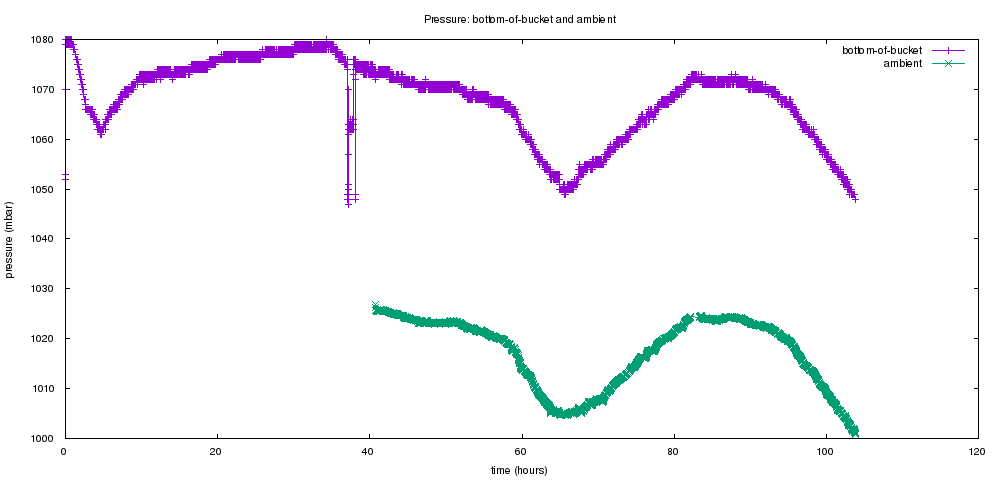 Pressure: bottom-of-bucket and ambient
bottom-of-bucket
ambient
1080
1070
1060
1050
1040
1030
1020
1010
1000
pressure (mbar)
0 20 40 60 80 100 120
time (hours)